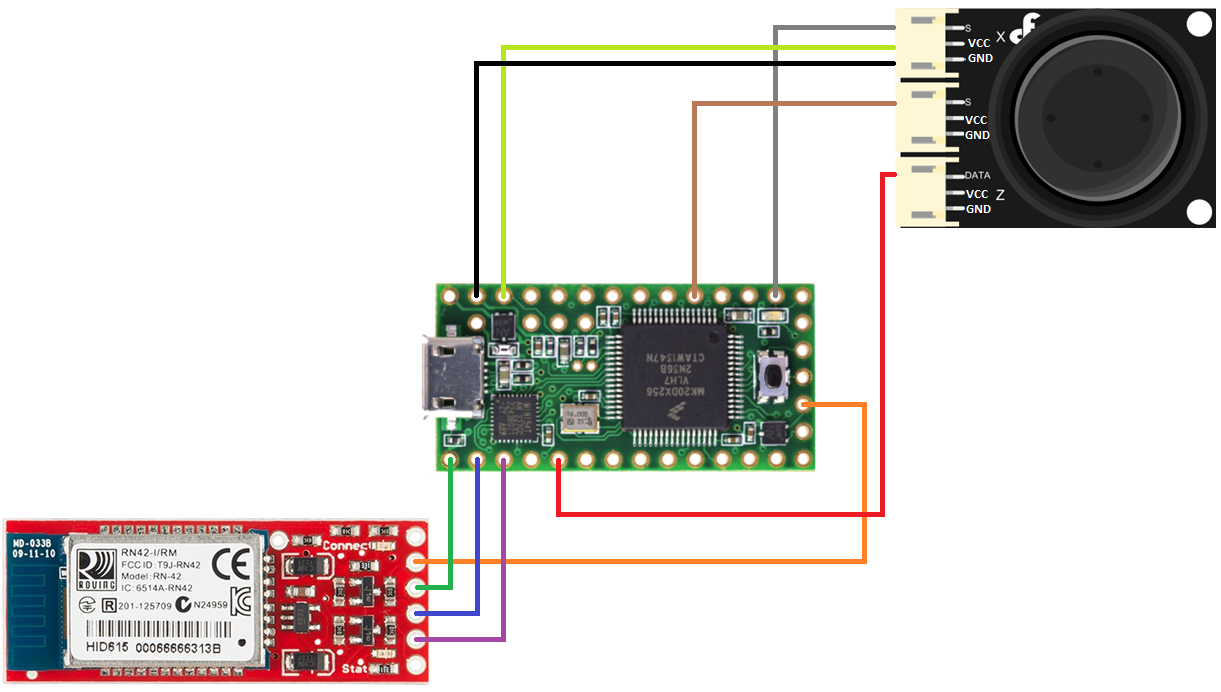 S
X
VCC
GND
S
VCC
GND
DATA
VCC
Z
GND
MK20DX256
VLH7
2N56B
CTAW1547N
MD-033B
09-11-10
RN42-I/RM
FCC ID: T9J-RN42
Model: RN-42
IC: 6514A-RN42
ROVING
CE
R 201-125709
N24959
HID615 00066666313B
Connect
Stat